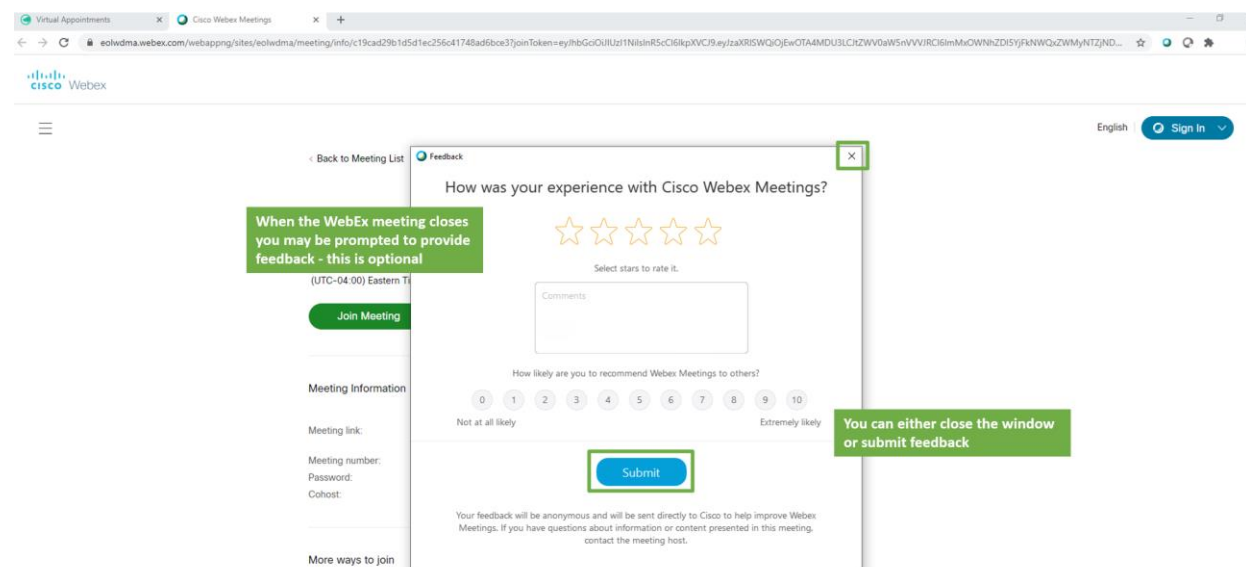 Virtual Appointments
Cisco Webex Meetings
CISCO Webex
English
Sign In
< Back to Meeting List
Feedback
How was your experience with Cisco Webex Meetings?
When the WebEx meeting closes
you may be prompted to provide
feedback - this is optional
Select stars to rate it.
(UTC-04:00) Eastern Ti
Comments
Join Meeting
How likely are you to recommend Webex Meetings to others?
0 1 2 3 4 5 6 7 8 9 10
Not at all likely Extremely likely
Meeting Information
You can either close the window
or submit feedback
Meeting link:
Meeting number:
Password:
Cohost:
Submit
Your feedback will be anonymous and will be sent directly to Cisco to help improve Webex
Meetings. If you have questions about information or content presented in this meeting,
contact the meeting host.
More ways to join